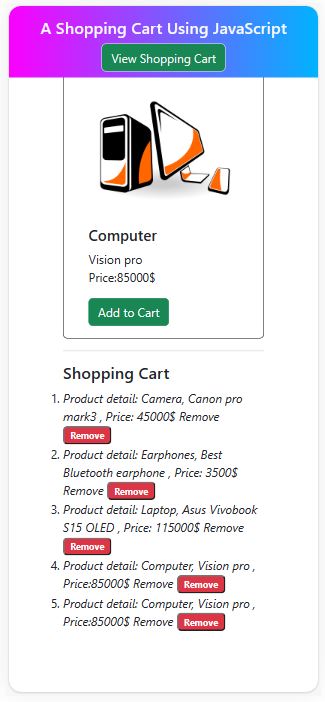 A Shopping Cart Using JavaScript
View Shopping Cart
Computer
Vision pro
Price:85000$
Add to Cart
Shopping Cart
1. Product detail: Camera, Canon pro
mark3 , Price: 45000$ Remove
Remove
2. Product detail: Earphones, Best
Bluetooth earphone , Price: 3500$
Remove Remove
3. Product detail: Laptop, Asus Vivobook
S15 OLED , Price: 115000$ Remove
Remove
4. Product detail: Computer, Vision pro ,
Price:85000$ Remove Remove
5. Product detail: Computer, Vision pro ,
Price:85000$ Remove Remove